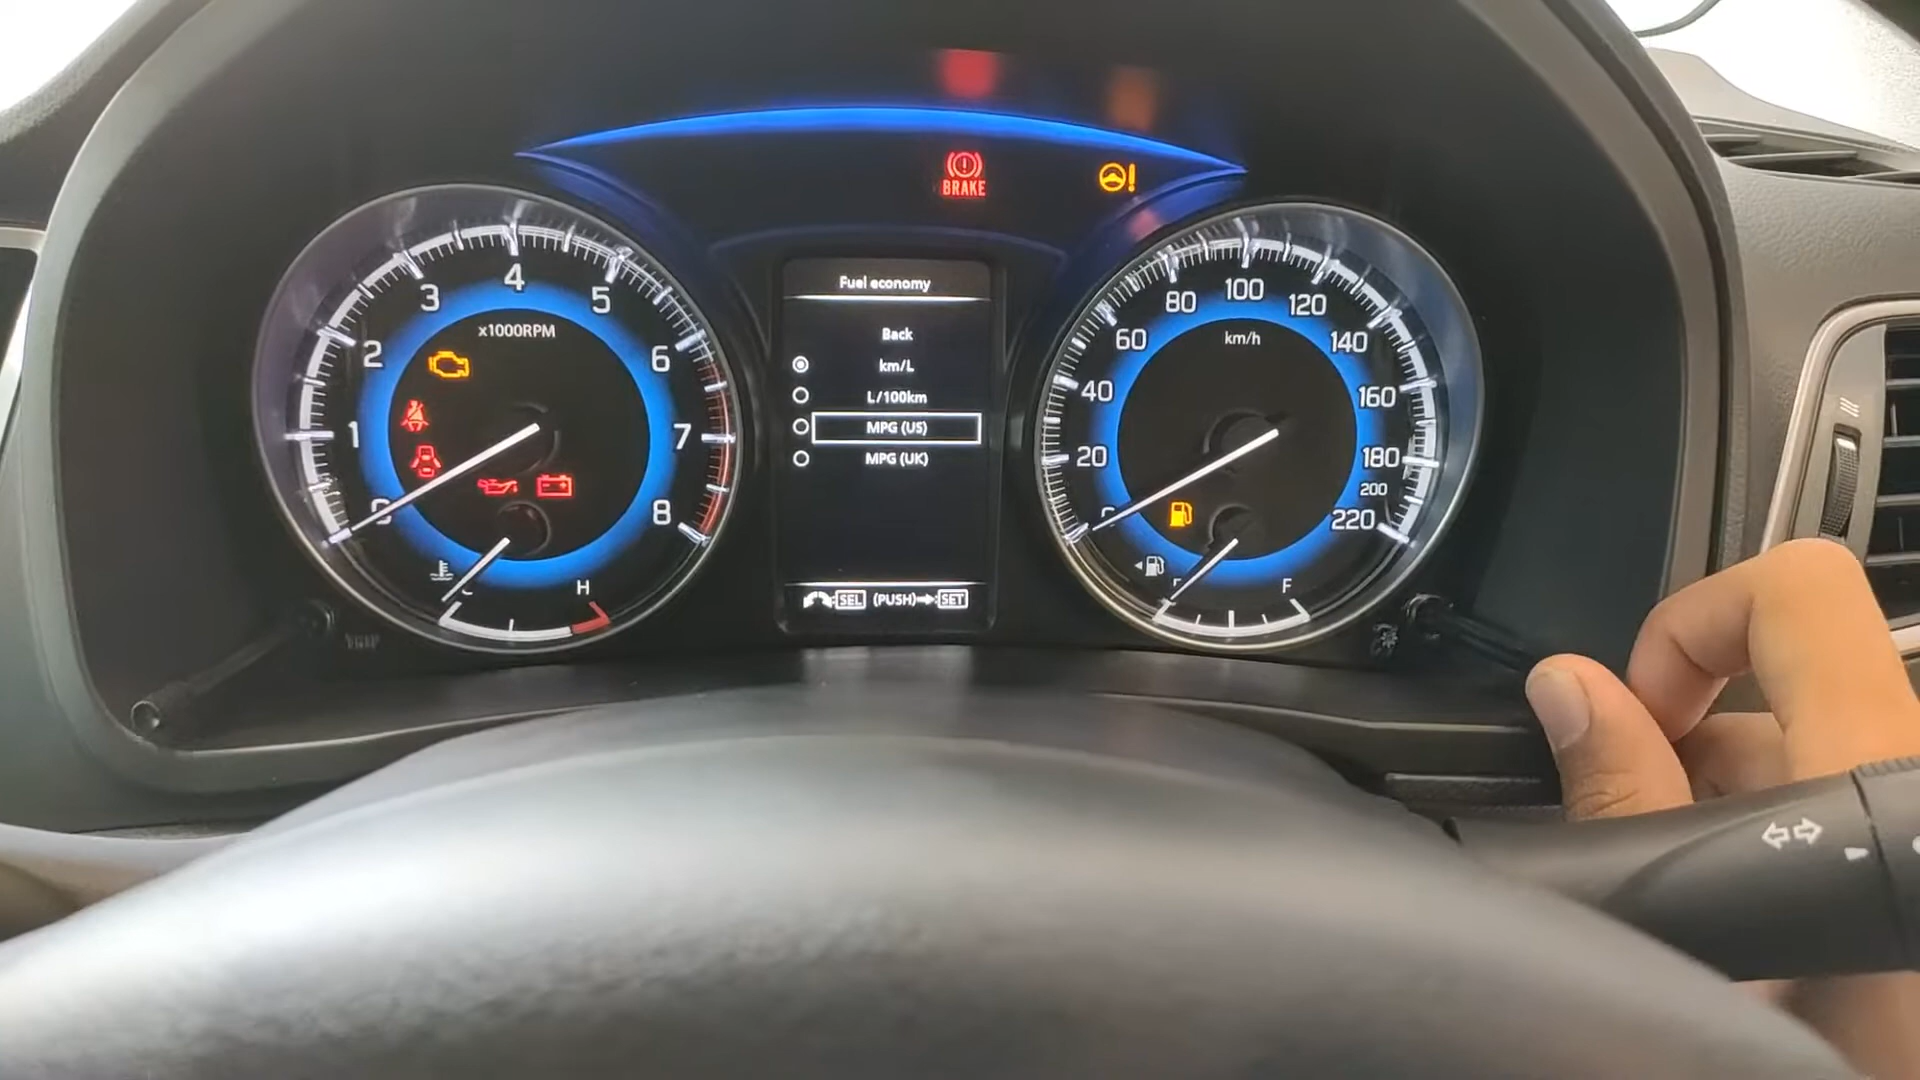 BRAKE
Fuel economy
Back
km/L
L/100km
MPG (US)
MPG (UK)
SEL (PUSH) SET
x1000RPM
1
2
3
4
5
6
7
8
H
km/h
20
40
60
80
100
120
140
160
180
200
220
F